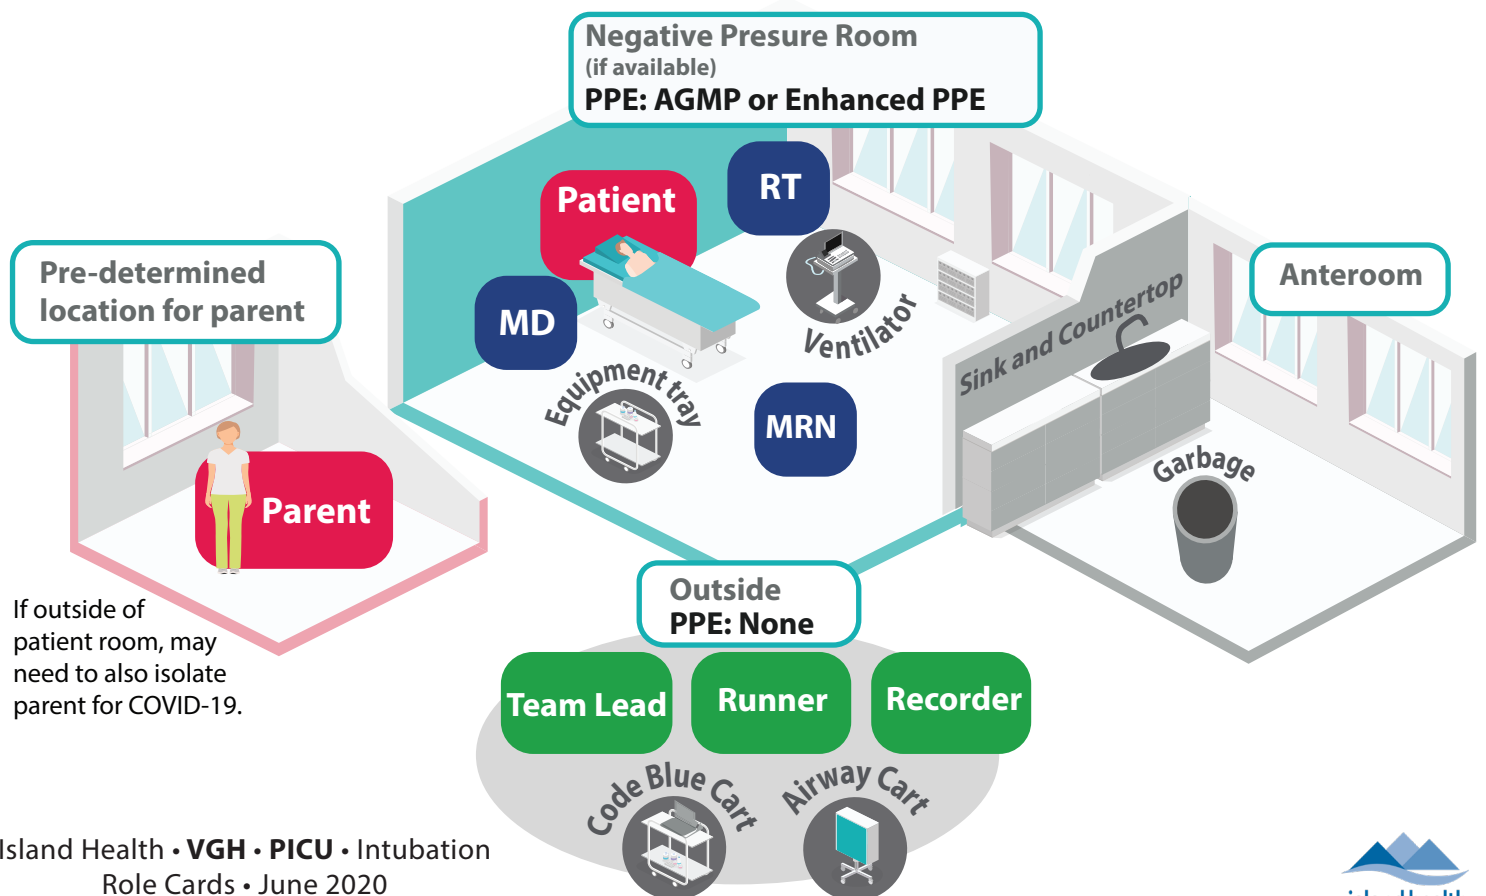 Negative Presure Room
(if available)
PPE: AGMP or Enhanced PPE
Patient
RT
Pre-determined
location for parent
Anteroom
MD
Ventilator
Sink and Countertop
Equipment tray
MRN
Garbage
Parent
Outside
PPE: None
If outside of
patient room, may
need to also isolate
parent for COVID-19.
Team Lead
Runner
Recorder
Code Blue Cart
Airway Cart
Island Health • VGH • PICU • Intubation
Role Cards • June 2020